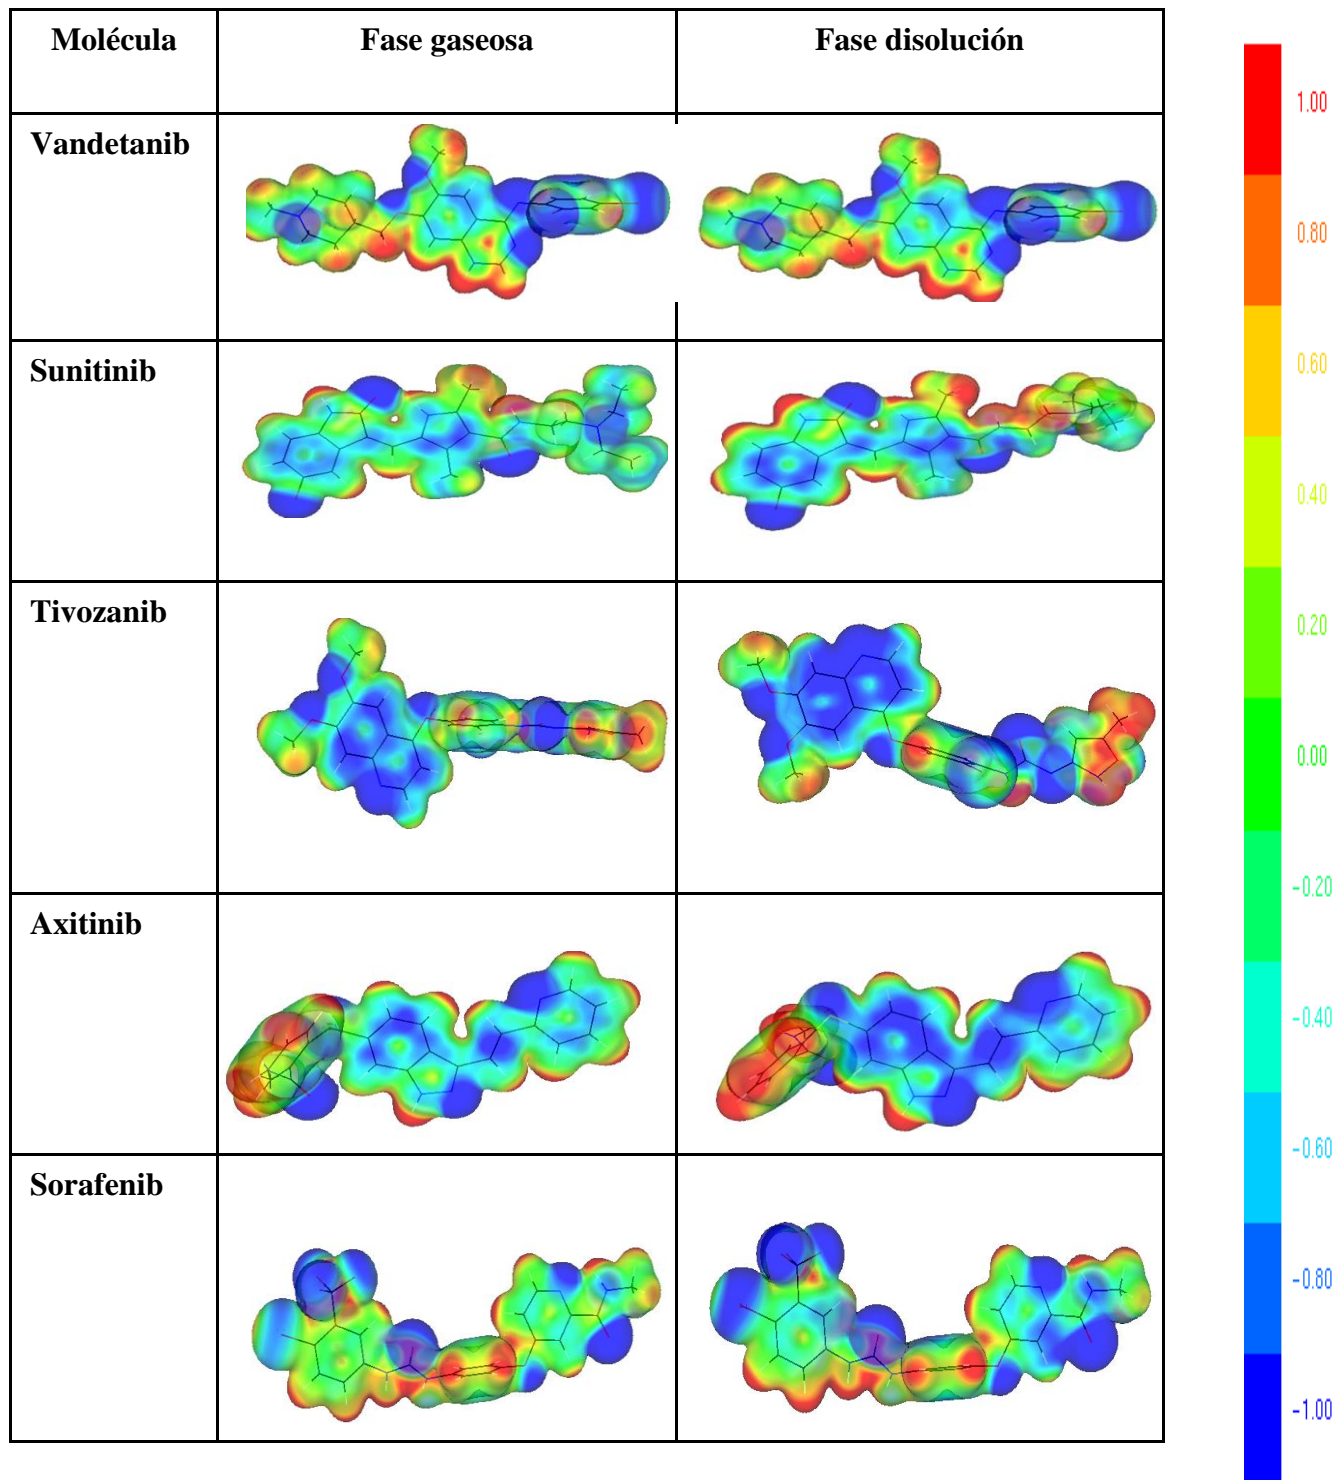 Molécula Fase gaseosa Fase disolución
Vandetanib
Sunitinib
Tivozanib
Axitinib
Sorafenib
1.00
0.80
0.60
0.40
0.20
0.00
-0.20
-0.40
-0.60
-0.80
-1.00